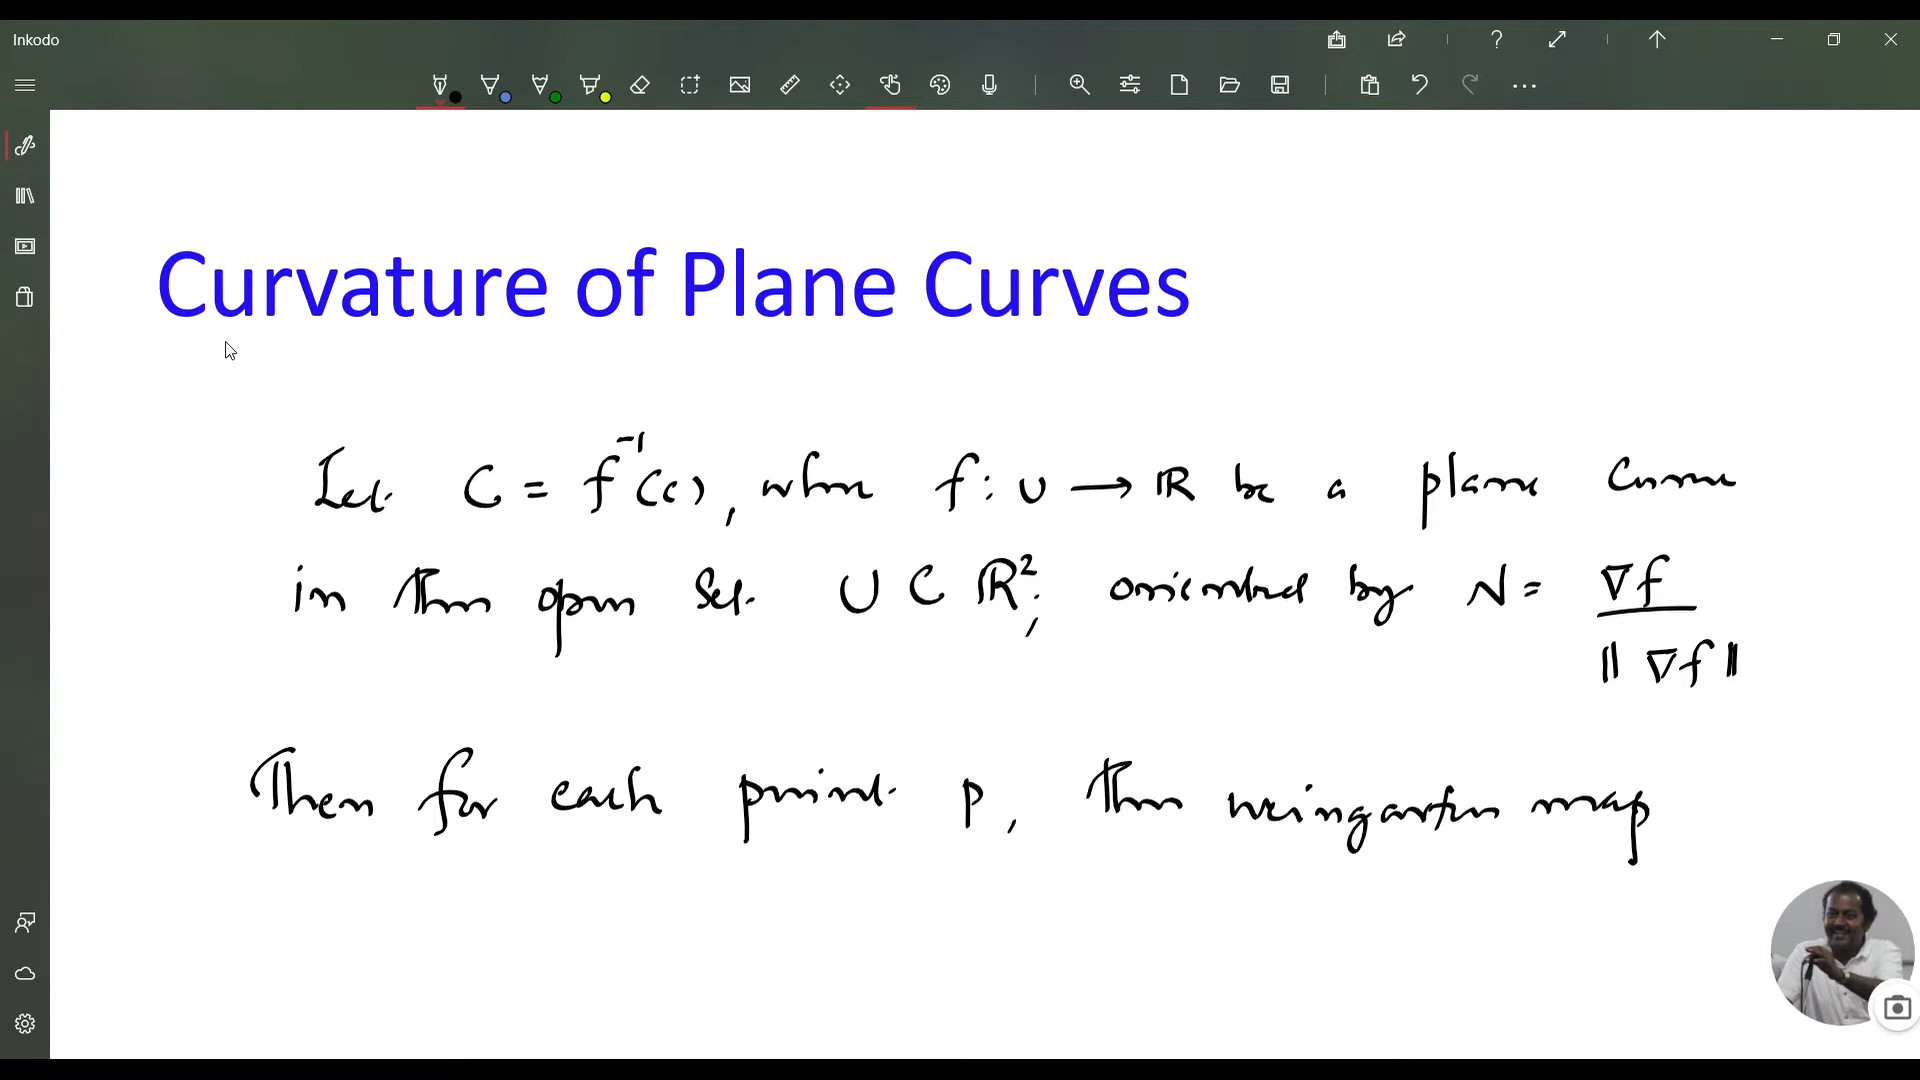 Inkodo
Curvature of Plane Curves
Let C = f⁻¹(c), where f : U → ℝ be a plane curve
in the open set U ⊂ ℝ², oriented by N = ∇f / ‖∇f‖
Then for each point p, the weingarten map